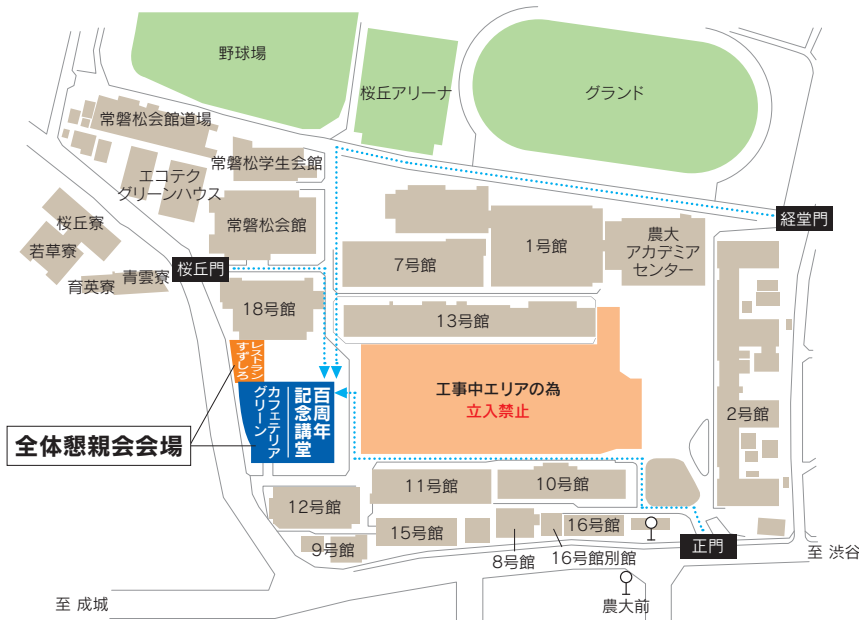 野球場
桜丘アリーナ
グランド
常磐松会館道場
常磐松学生会館
エコテク
グリーンハウス
常磐松会館
桜丘寮
若草寮
青雲寮
育英寮
桜丘門
経堂門
1号館
農大
アカデミア
センター
7号館
18号館
13号館
レストラン
すずしろ
百周年
記念講堂
カフェテリア
グリーン
工事中エリアの為
立入禁止
2号館
全体懇親会会場
11号館
10号館
12号館
15号館
16号館
9号館
8号館
16号館別館
正門
至 渋谷
至 成城
農大前